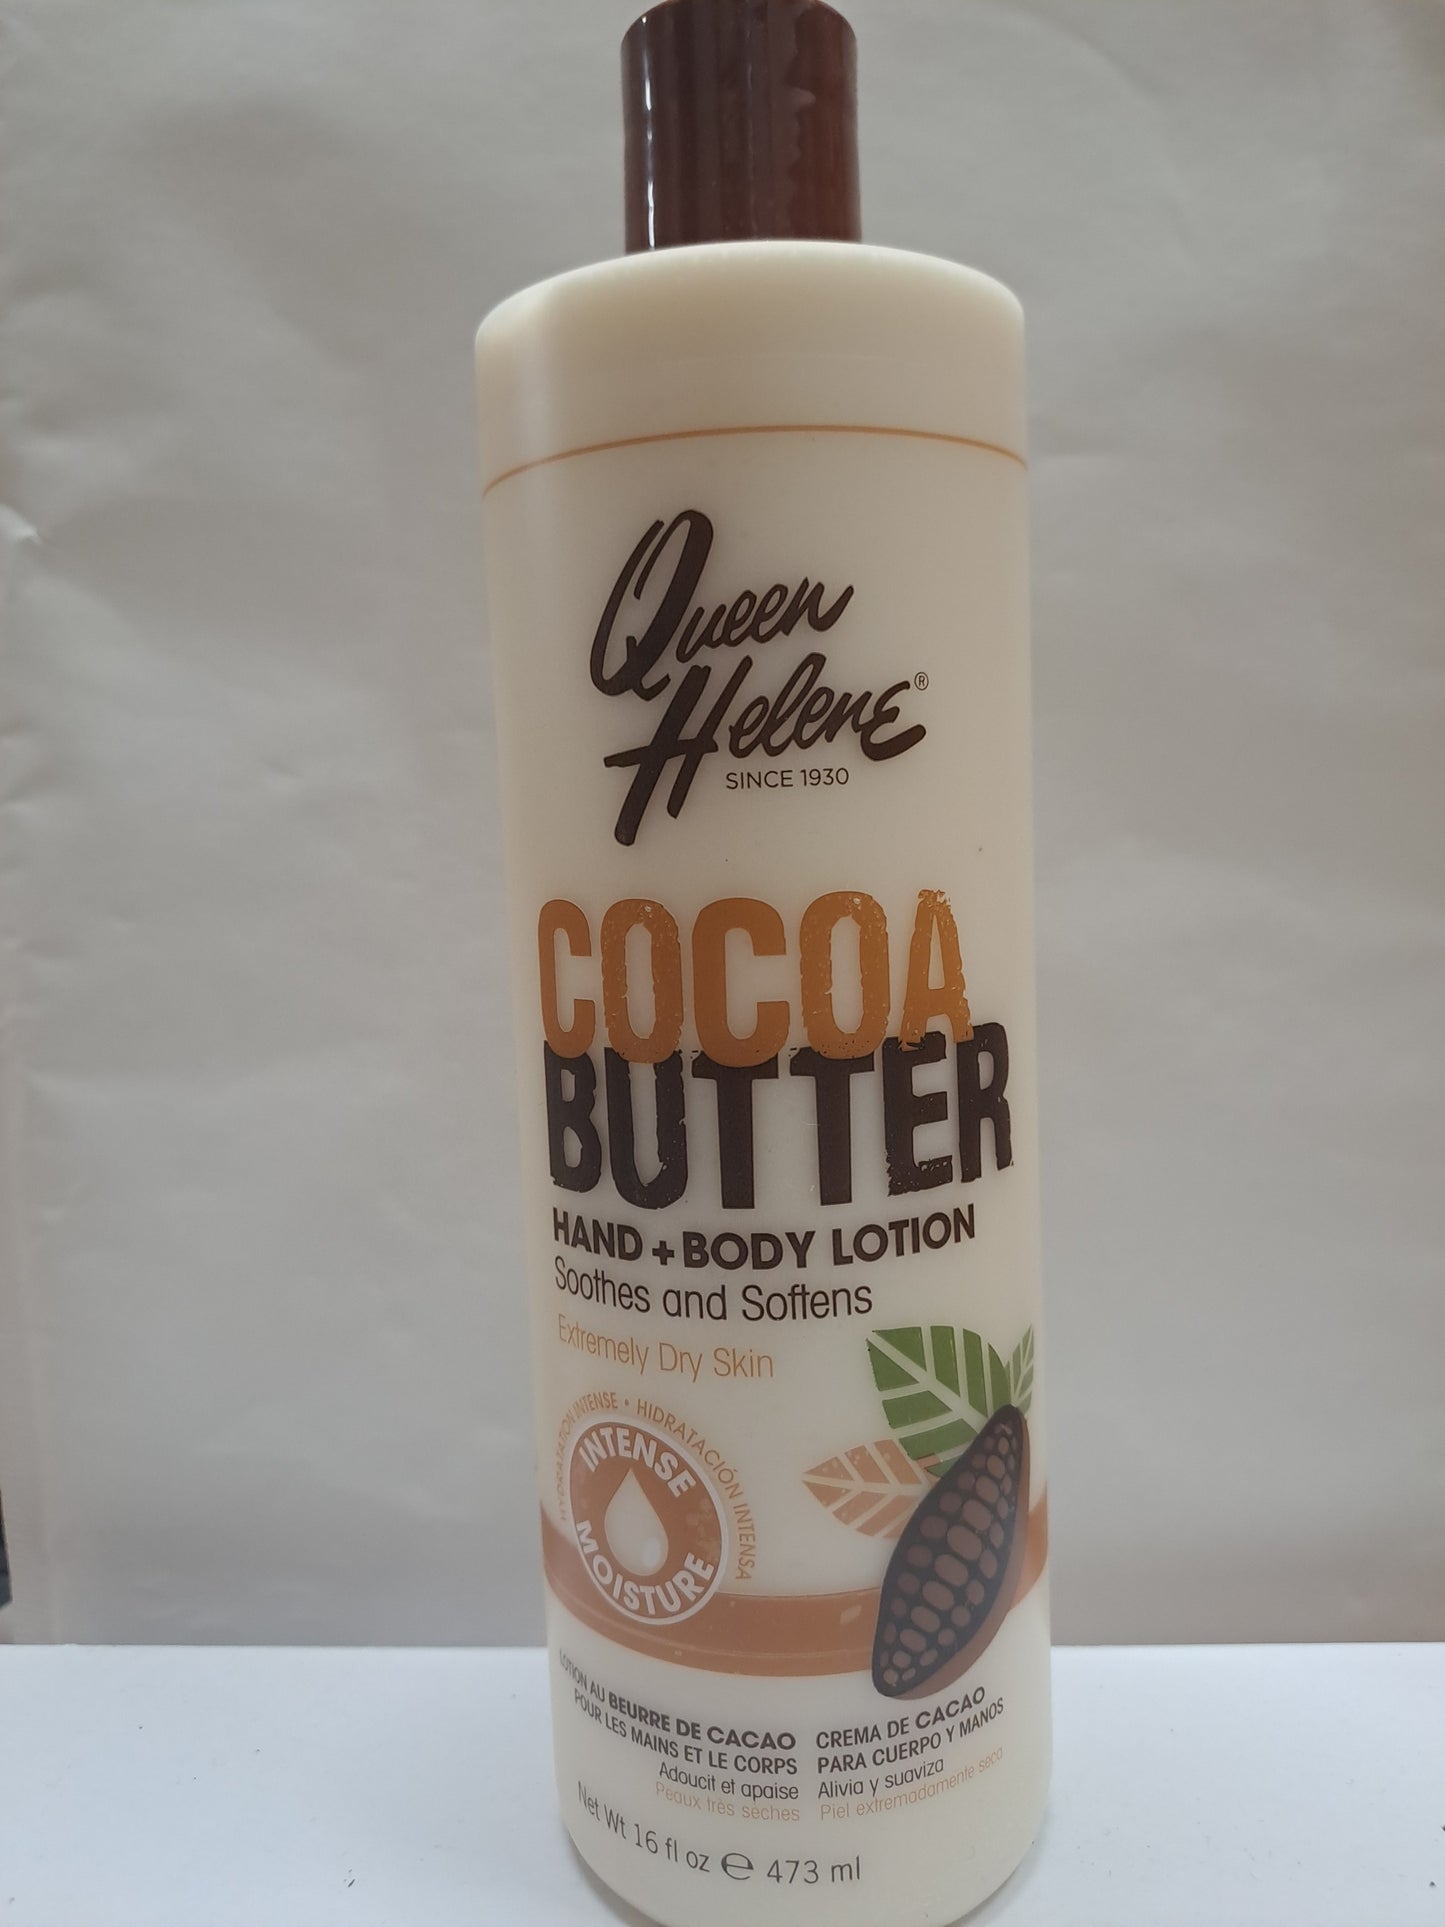 Queen
Helene®
SINCE 1930
COCOA
BUTTER
HAND + BODY LOTION
Soothes and Softens
Extremely Dry Skin
HYDRATATION INTENSE • HIDRATACIÓN INTENSA
INTENSE
MOISTURE
LOTION AU BEURRE DE CACAO
POUR LES MAINS ET LE CORPS
Adoucit et apaise
Peaux très sèches
CREMA DE CACAO
PARA CUERPO Y MANOS
Alivia y suaviza
Piel extremadamente seca
Net Wt 16 fl oz ℮ 473 ml